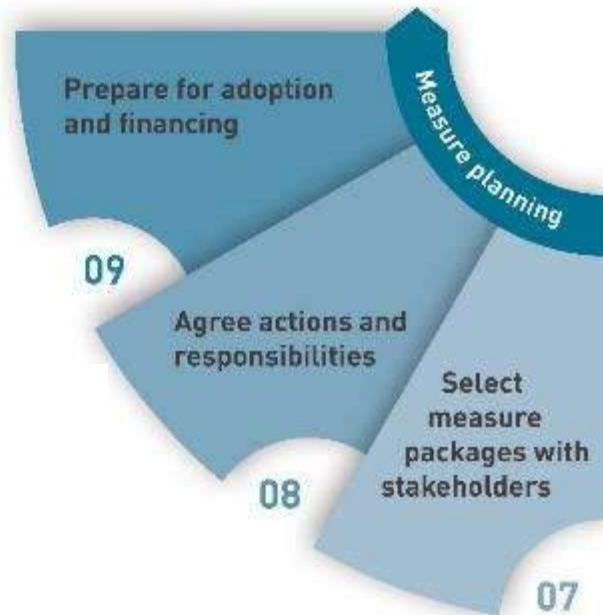 Measure planning
Prepare for adoption
and financing
09
Agree actions and
responsibilities
08
Select
measure
packages with
stakeholders
07